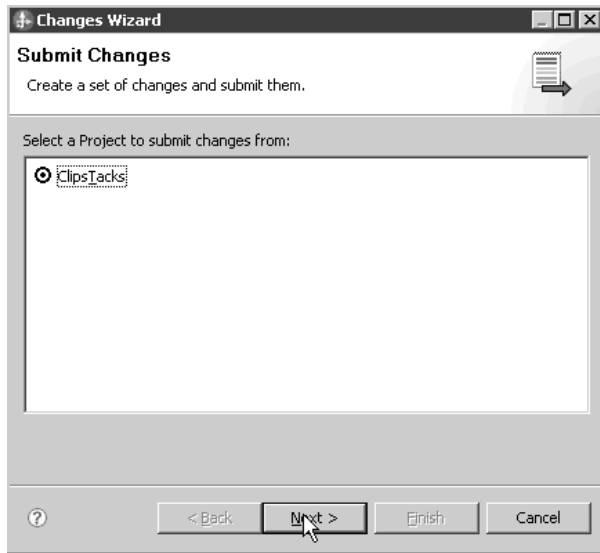 Changes Wizard
Submit Changes
Create a set of changes and submit them.
Select a Project to submit changes from:
ClipsTacks
?
< Back
Next >
Finish
Cancel